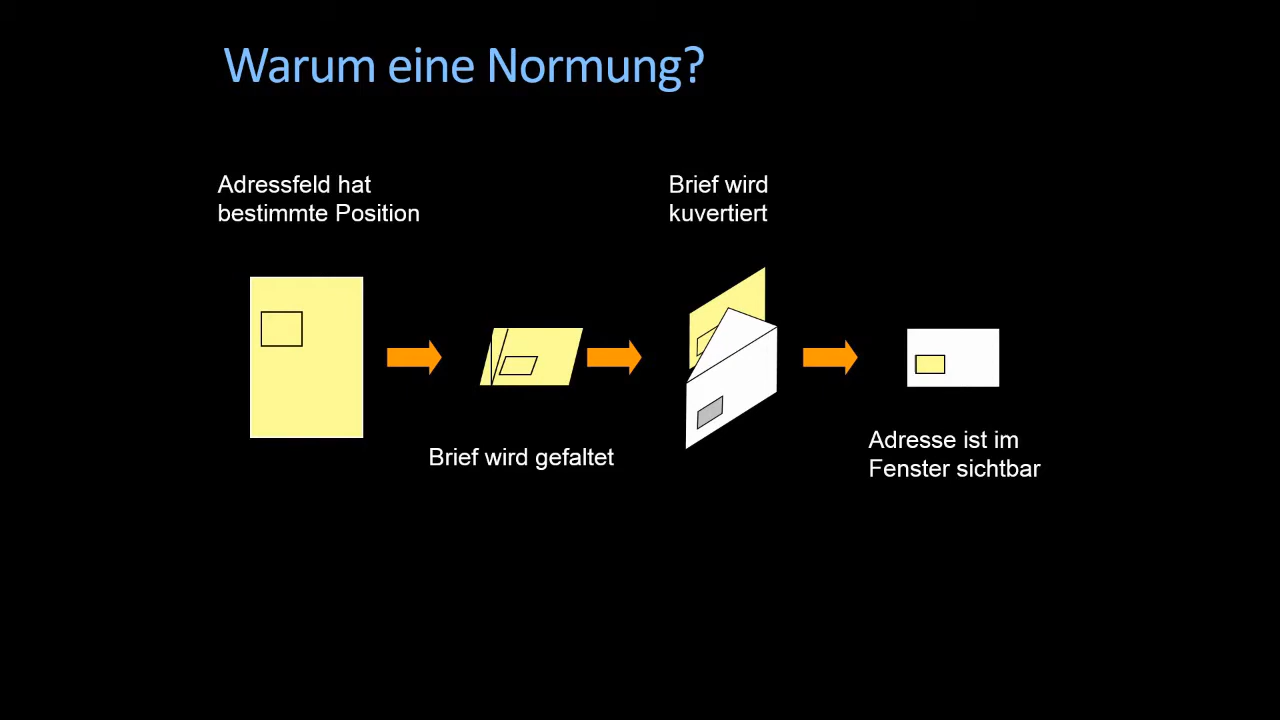 Warum eine Normung?
Adressfeld hat
bestimmte Position
Brief wird
kuvertiert
Brief wird gefaltet
Adresse ist im
Fenster sichtbar